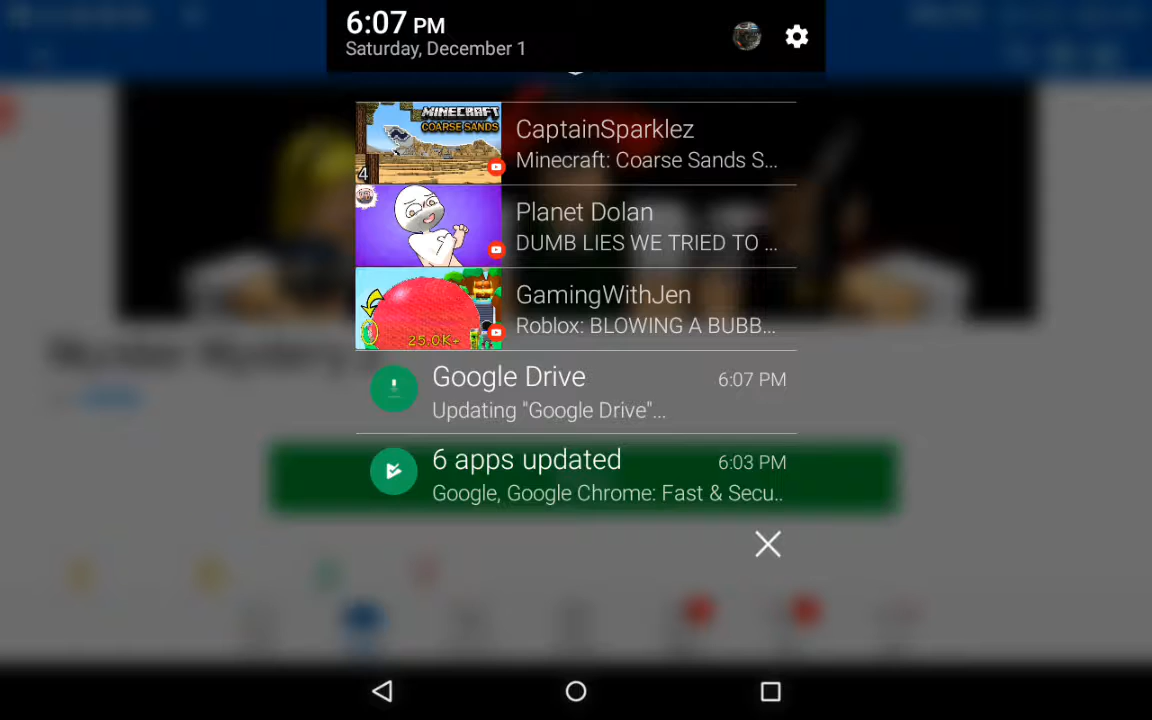 6:07 PM
Saturday, December 1
MINECRAFT
COARSE SANDS
4
CaptainSparklez
Minecraft: Coarse Sands S...
Planet Dolan
DUMB LIES WE TRIED TO ...
25.0K+
GamingWithJen
Roblox: BLOWING A BUBB...
Google Drive
6:07 PM
Updating "Google Drive"...
6 apps updated
6:03 PM
Google, Google Chrome: Fast & Secu..